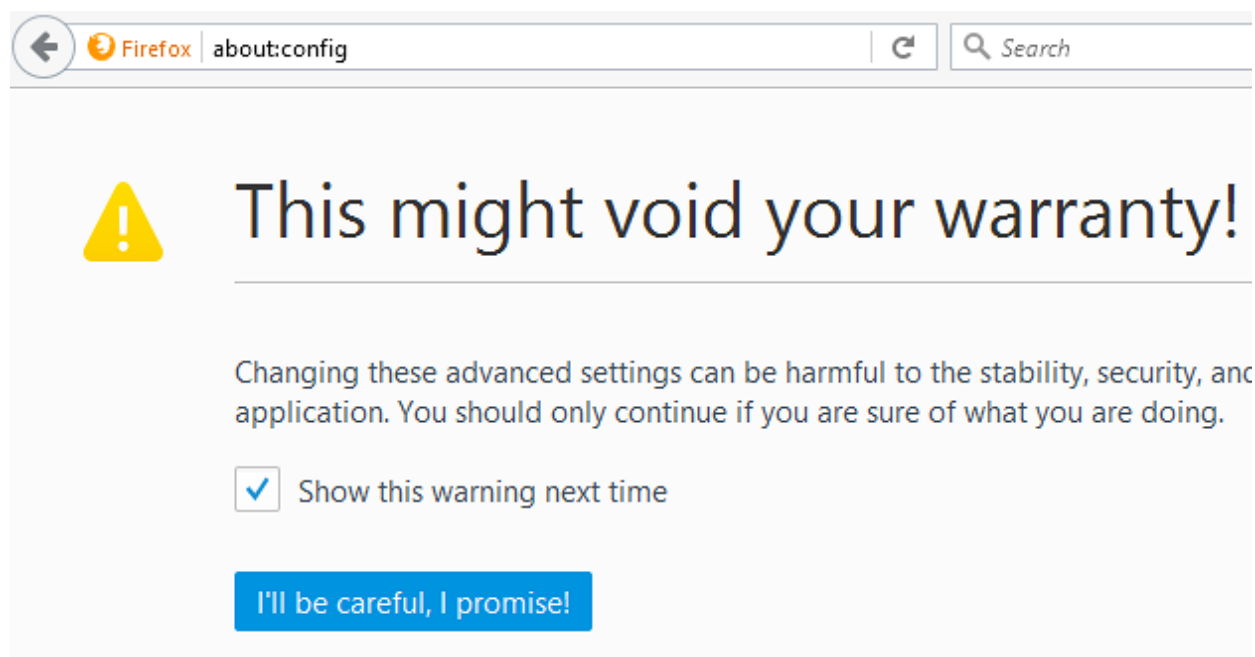 Firefox about:config Search
This might void your warranty!
Changing these advanced settings can be harmful to the stability, security, and
application. You should only continue if you are sure of what you are doing.
Show this warning next time
I'll be careful, I promise!